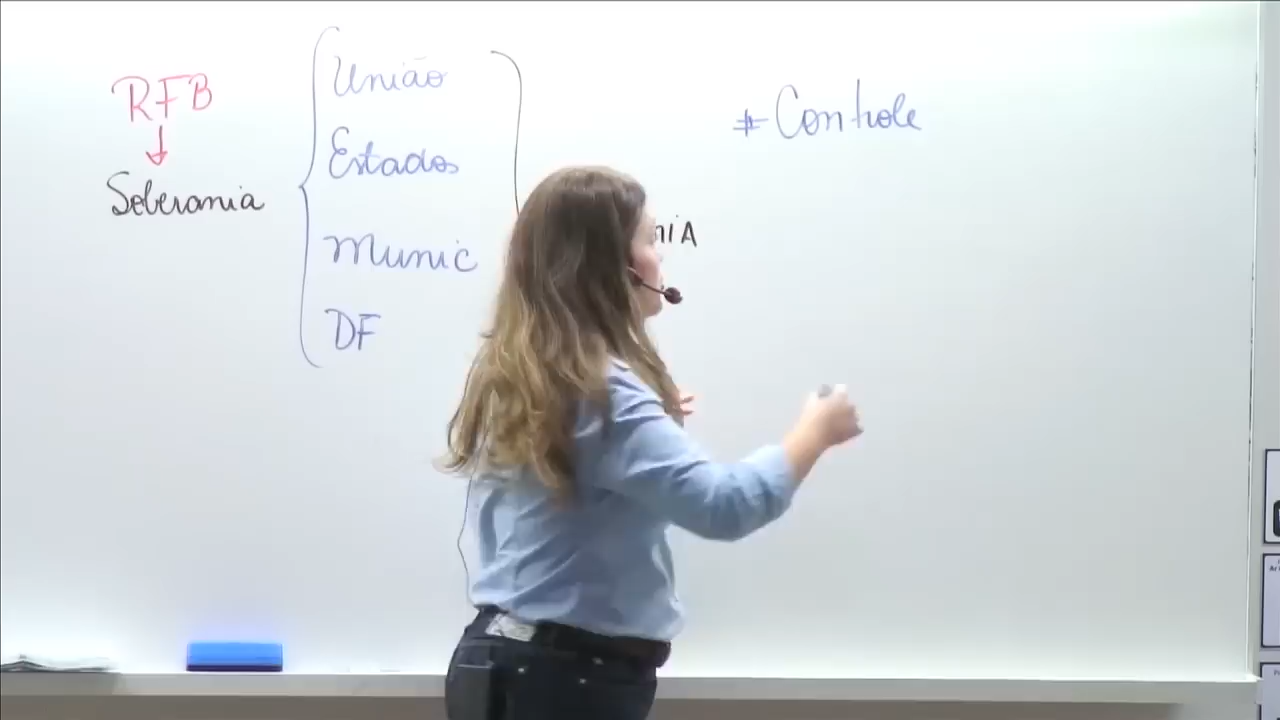 RFB
Soberania
União
Estados
Munic
DF
# Controle